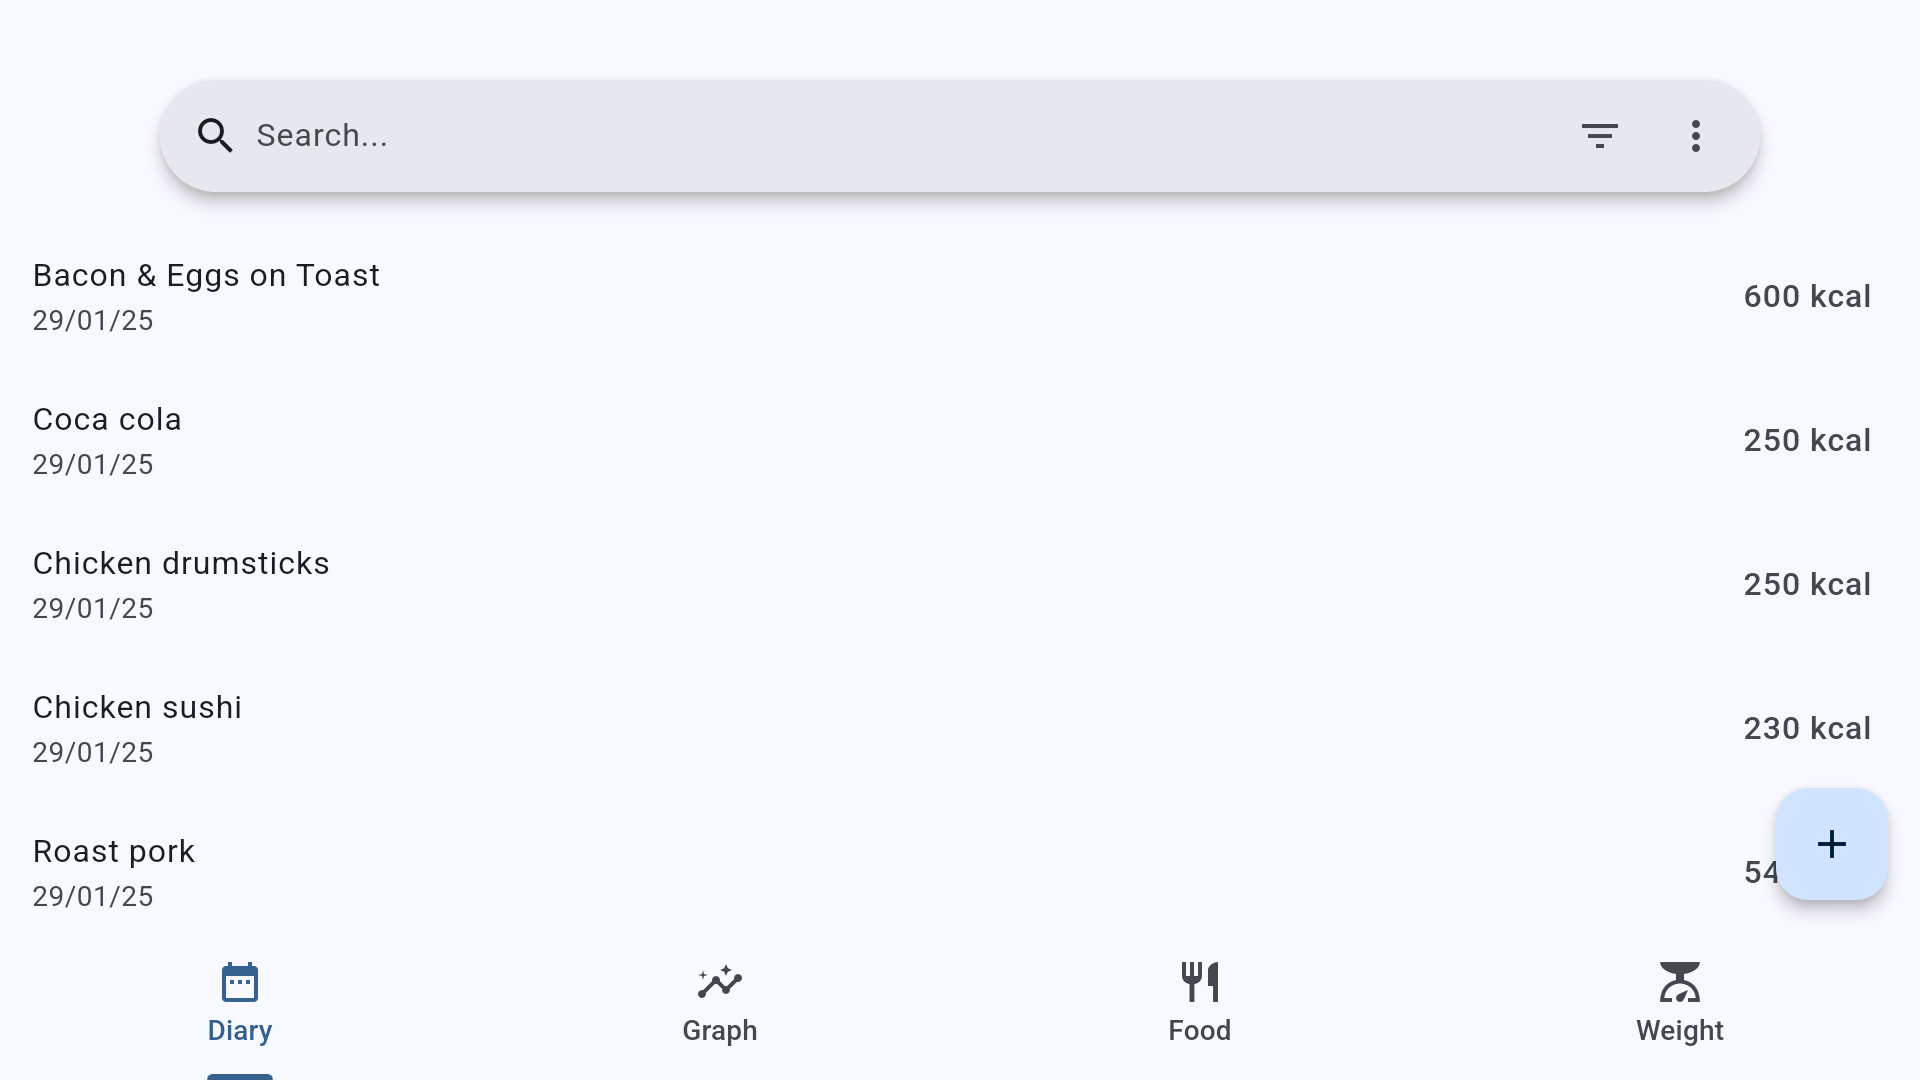 Search...
Bacon & Eggs on Toast
29/01/25
600 kcal
Coca cola
29/01/25
250 kcal
Chicken drumsticks
29/01/25
250 kcal
Chicken sushi
29/01/25
230 kcal
Roast pork
29/01/25
Diary
Graph
Food
Weight